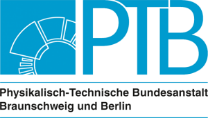 PTB
Physikalisch-Technische Bundesanstalt
Braunschweig und Berlin